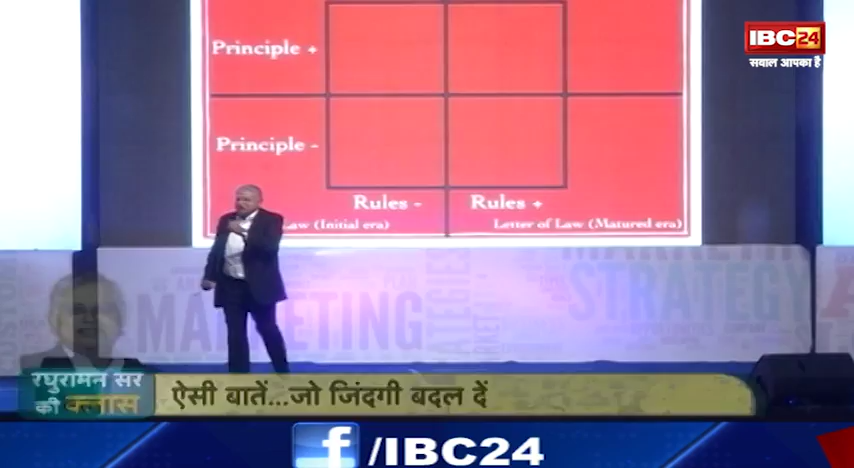 IBC24
सवाल आपका है
Principle +
Principle -
Rules - Rules +
Law (Initial era) Letter of Law (Matured era)
MARKETING
STRATEGY
रघुरामन सर
की क्लास
ऐसी बातें...जो जिंदगी बदल दें
f/IBC24